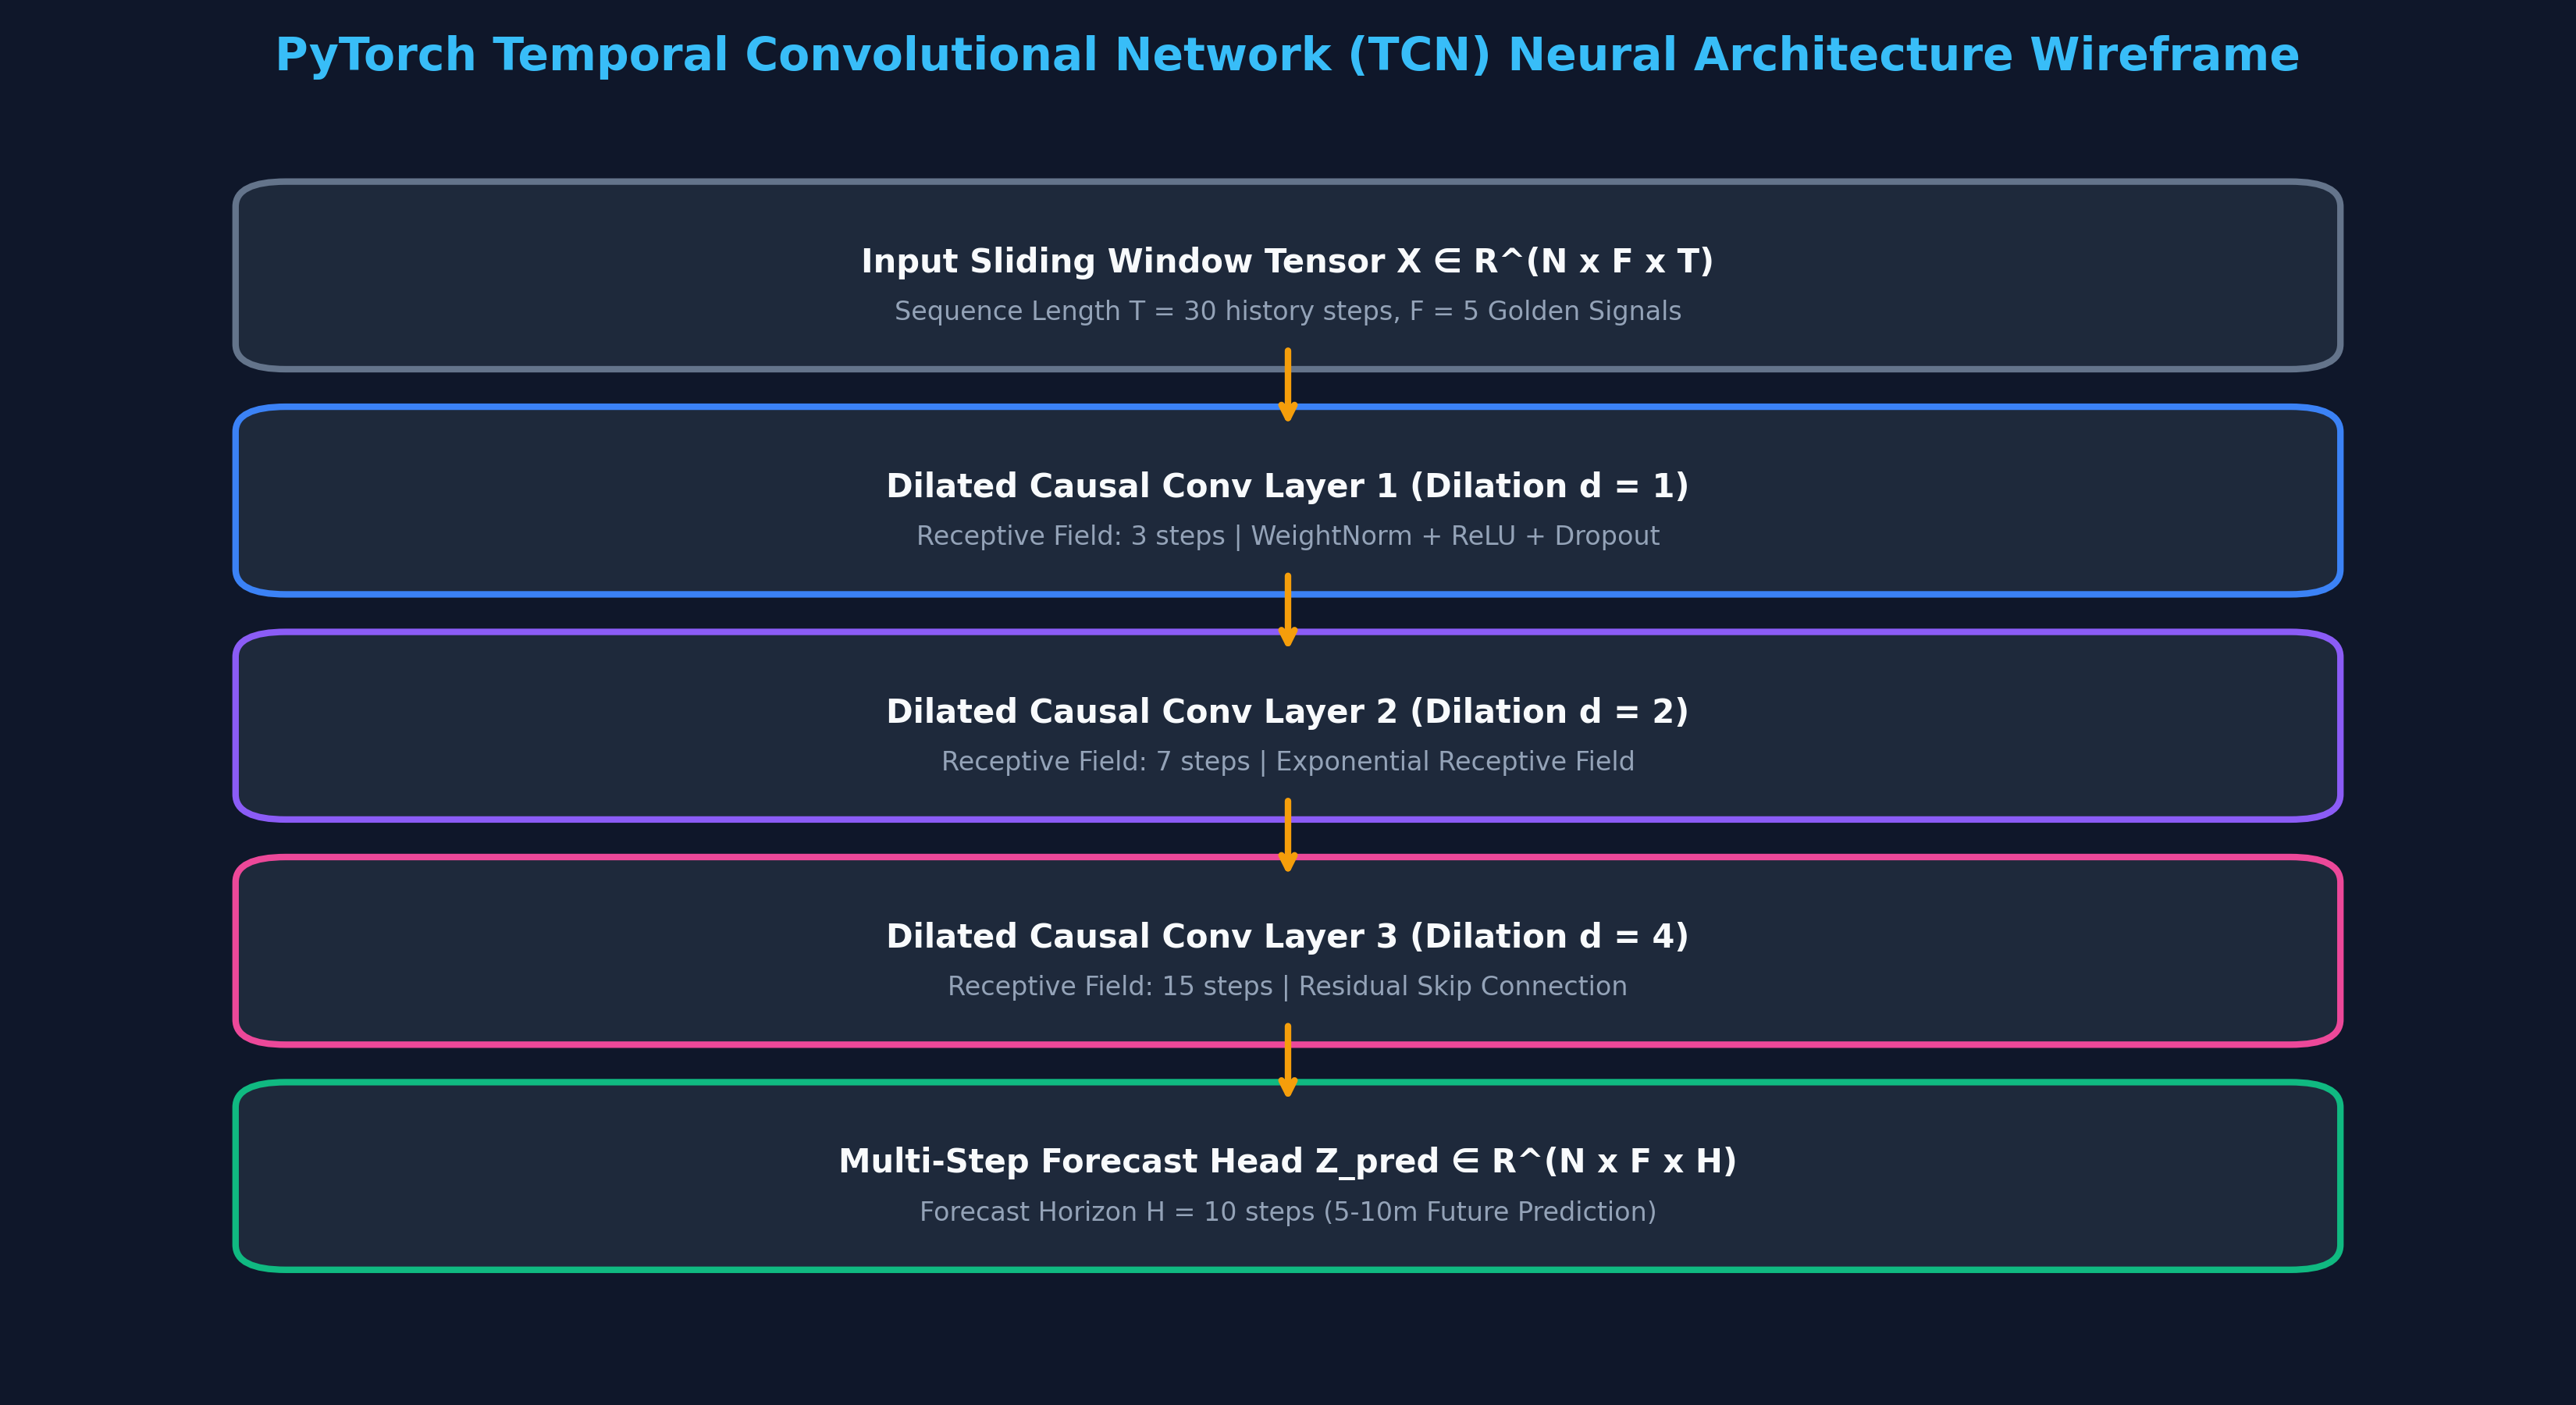 PyTorch Temporal Convolutional Network (TCN) Neural Architecture Wireframe
Input Sliding Window Tensor X ∈ R^(N x F x T)
Sequence Length T = 30 history steps, F = 5 Golden Signals
Dilated Causal Conv Layer 1 (Dilation d = 1)
Receptive Field: 3 steps | WeightNorm + ReLU + Dropout
Dilated Causal Conv Layer 2 (Dilation d = 2)
Receptive Field: 7 steps | Exponential Receptive Field
Dilated Causal Conv Layer 3 (Dilation d = 4)
Receptive Field: 15 steps | Residual Skip Connection
Multi-Step Forecast Head Z_pred ∈ R^(N x F x H)
Forecast Horizon H = 10 steps (5-10m Future Prediction)